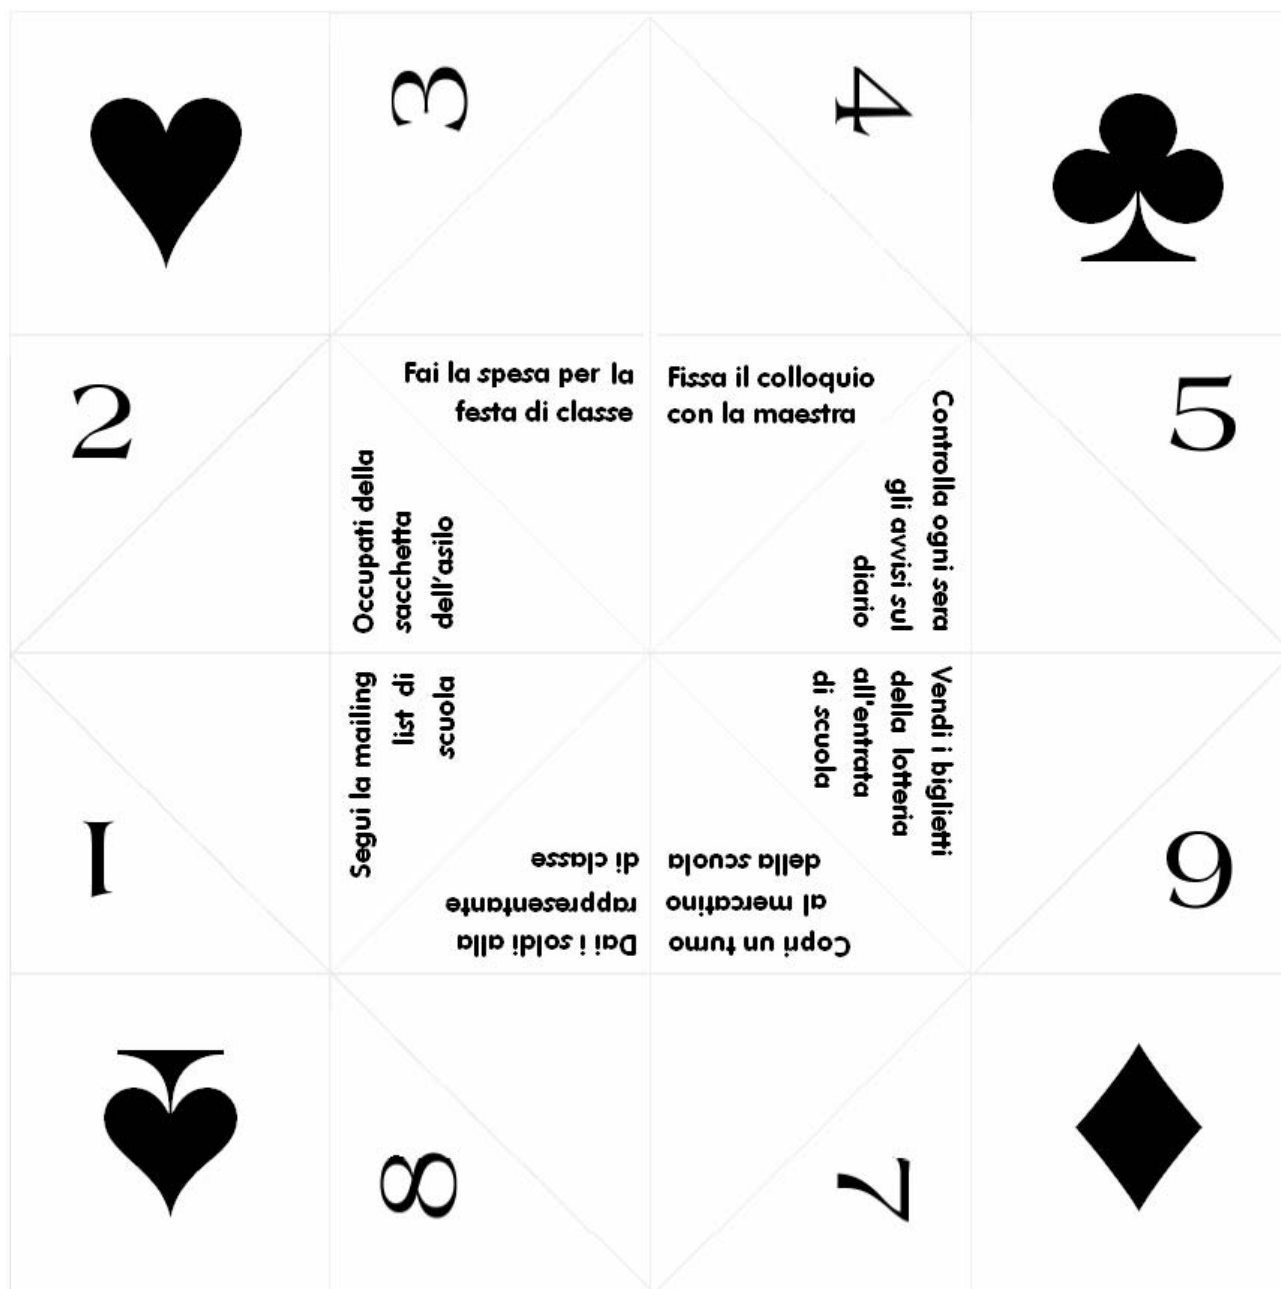 3
4
2
5
Fai la spesa per la
festa di classe
Fissa il colloquio
con la maestra
Occupati della
sacchetta
dell'asilo
Controlla ogni sera
gli avvisi sul
diario
Segui la mailing
list di
scuola
Vendi i biglietti
della lotteria
all'entrata
di scuola
Dai i soldi alla
rappresentante
di classe
Copri un turno
al mercatino
della scuola
1
6
8
7